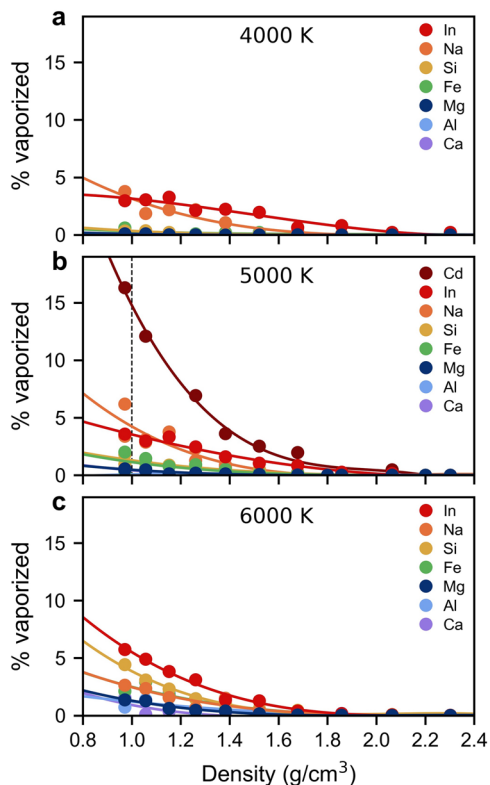 a
4000 K
% vaporized
15
10
5
0
In
Na
Si
Fe
Mg
Al
Ca
b
5000 K
% vaporized
15
10
5
0
Cd
In
Na
Si
Fe
Mg
Al
Ca
c
6000 K
% vaporized
15
10
5
0
In
Na
Si
Fe
Mg
Al
Ca
0.8 1.0 1.2 1.4 1.6 1.8 2.0 2.2 2.4
Density (g/cm³)